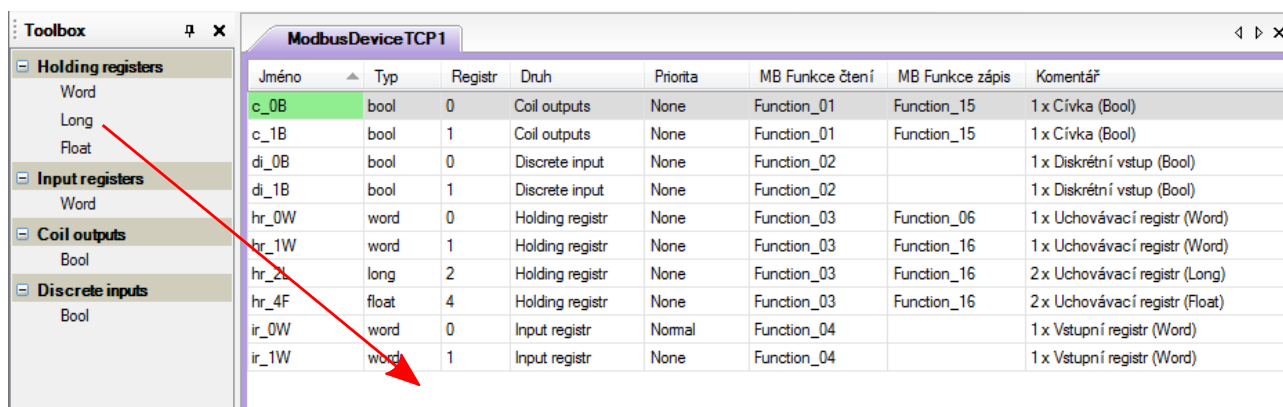 Toolbox
Holding registers
Word
Long
Float
Input registers
Word
Coil outputs
Bool
Discrete inputs
Bool
ModbusDeviceTCP1
Jméno Typ Registr Druh Priorita MB Funkce čtení MB Funkce zápis Komentář
c_0B bool 0 Coil outputs None Function_01 Function_15 1 x Cívka (Bool)
c_1B bool 1 Coil outputs None Function_01 Function_15 1 x Cívka (Bool)
di_0B bool 0 Discrete input None Function_02 1 x Diskrétní vstup (Bool)
di_1B bool 1 Discrete input None Function_02 1 x Diskrétní vstup (Bool)
hr_0W word 0 Holding registr None Function_03 Function_06 1 x Uchovávací registr (Word)
hr_1W word 1 Holding registr None Function_03 Function_16 1 x Uchovávací registr (Word)
hr_2L long 2 Holding registr None Function_03 Function_16 2 x Uchovávací registr (Long)
hr_4F float 4 Holding registr None Function_03 Function_16 2 x Uchovávací registr (Float)
ir_0W word 0 Input registr Normal Function_04 1 x Vstupní registr (Word)
ir_1W word 1 Input registr None Function_04 1 x Vstupní registr (Word)